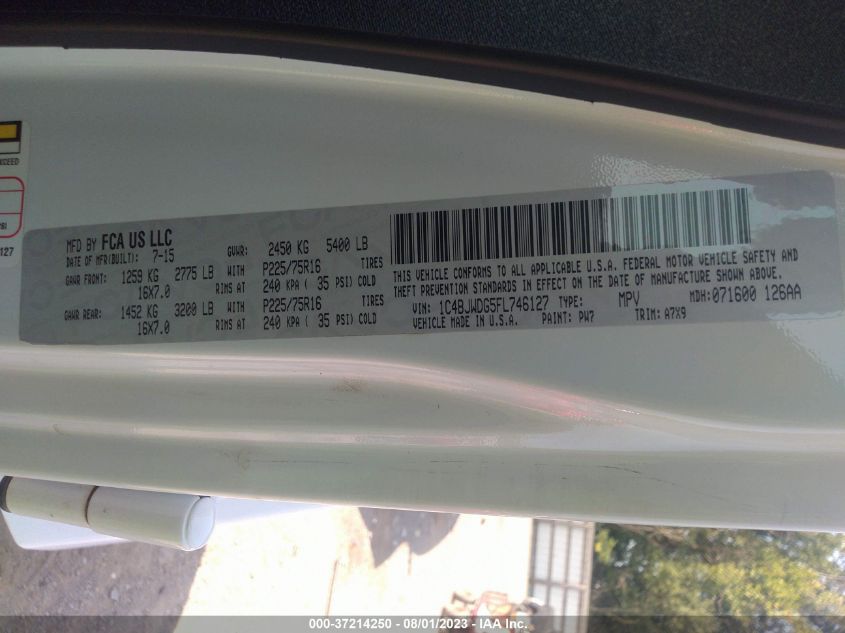 XCEED
SI
127
MFD BY FCA US LLC
DATE OF MFR(BUILT): 7-15 GVWR: 2450 KG 5400 LB
GAWR FRONT: 1259 KG 2775 LB WITH P225/75R16 TIRES
16X7.0 RIMS AT 240 KPA ( 35 PSI) COLD
GAWR REAR: 1452 KG 3200 LB WITH P225/75R16 TIRES
16X7.0 RIMS AT 240 KPA ( 35 PSI) COLD
THIS VEHICLE CONFORMS TO ALL APPLICABLE U.S.A. FEDERAL MOTOR VEHICLE SAFETY AND
THEFT PREVENTION STANDARDS IN EFFECT ON THE DATE OF MANUFACTURE SHOWN ABOVE.
VIN: 1C4BJWDG5FL746127 TYPE: MPV MDH: 071600 126AA
VEHICLE MADE IN U.S.A. PAINT: PW7 TRIM: A7X9
000-37214250 - 08/01/2023 - IAA Inc.